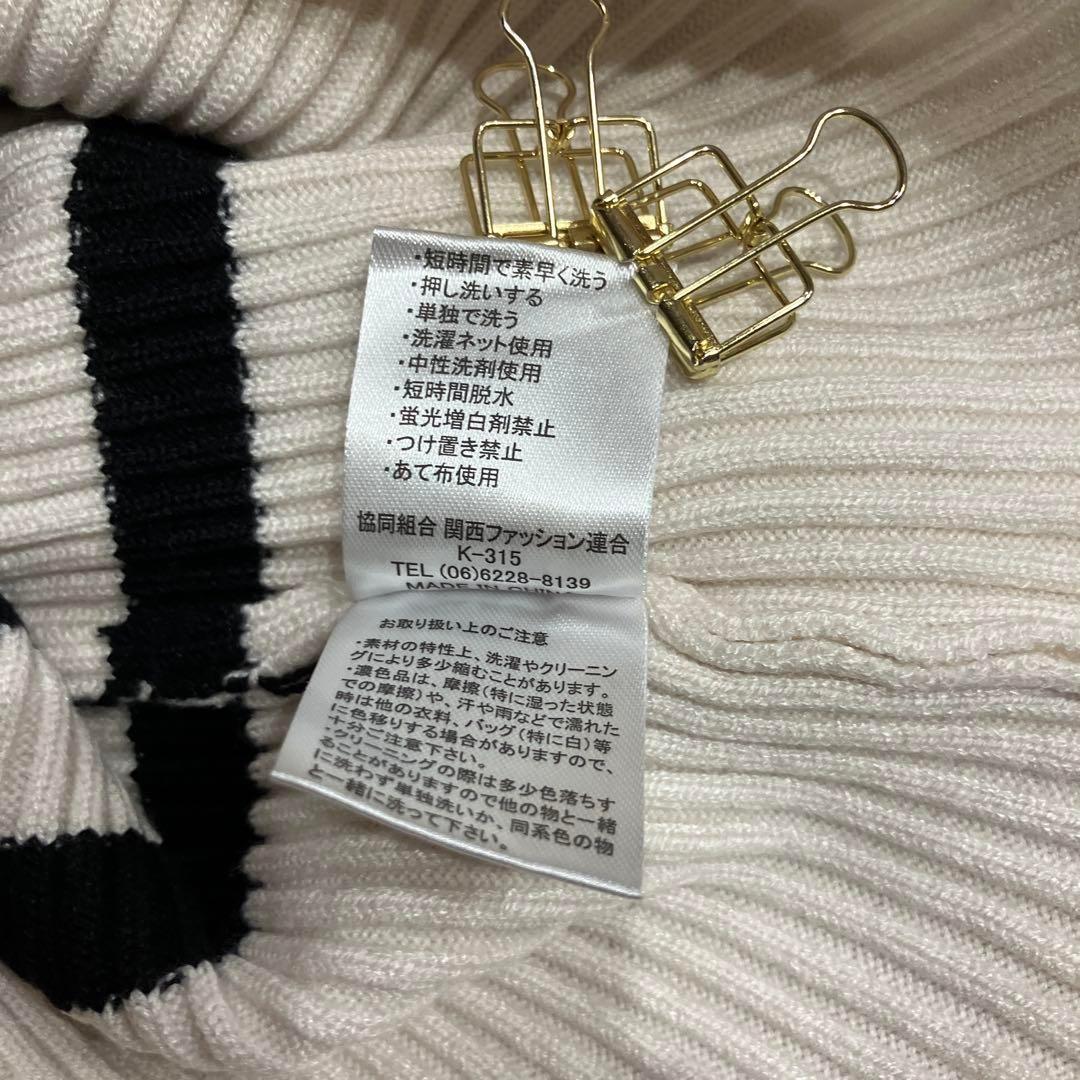 ・短時間で素早く洗う
・押し洗いする
・単独で洗う
・洗濯ネット使用
・中性洗剤使用
・短時間脱水
・蛍光増白剤禁止
・つけ置き禁止
・あて布使用
協同組合 関西ファッション連合
K-315
TEL (06)6228-8139
MADE IN CHINA
お取り扱い上のご注意
・素材の特性上、洗濯やクリーニン
グにより多少縮むことがあります。
・濃色品は、摩擦(特に湿った状態
での摩擦)や、汗や雨などで濡れた
時は他の衣料、バッグ(特に白)等
に色移りする場合がありますので、
十分ご注意下さい。
・クリーニングの際は多少色落ちす
ることがありますので他の物と一緒
に洗わず単独洗いか、同系色の物
と一緒に洗って下さい。